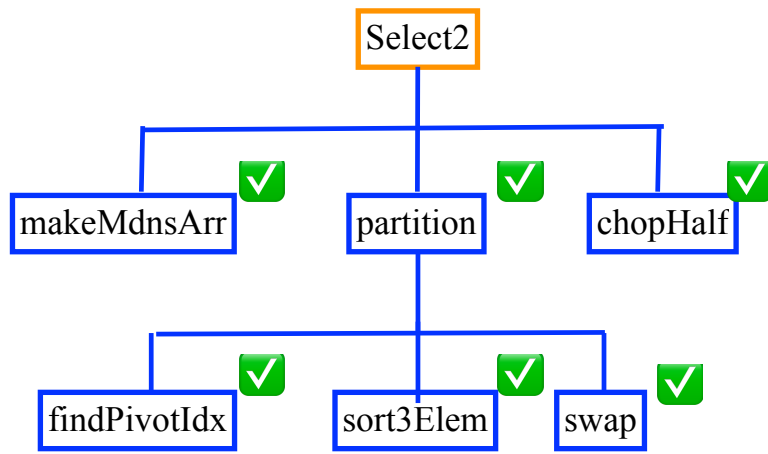 Select2
makeMdnsArr
partition
chopHalf
findPivotIdx
sort3Elem
swap